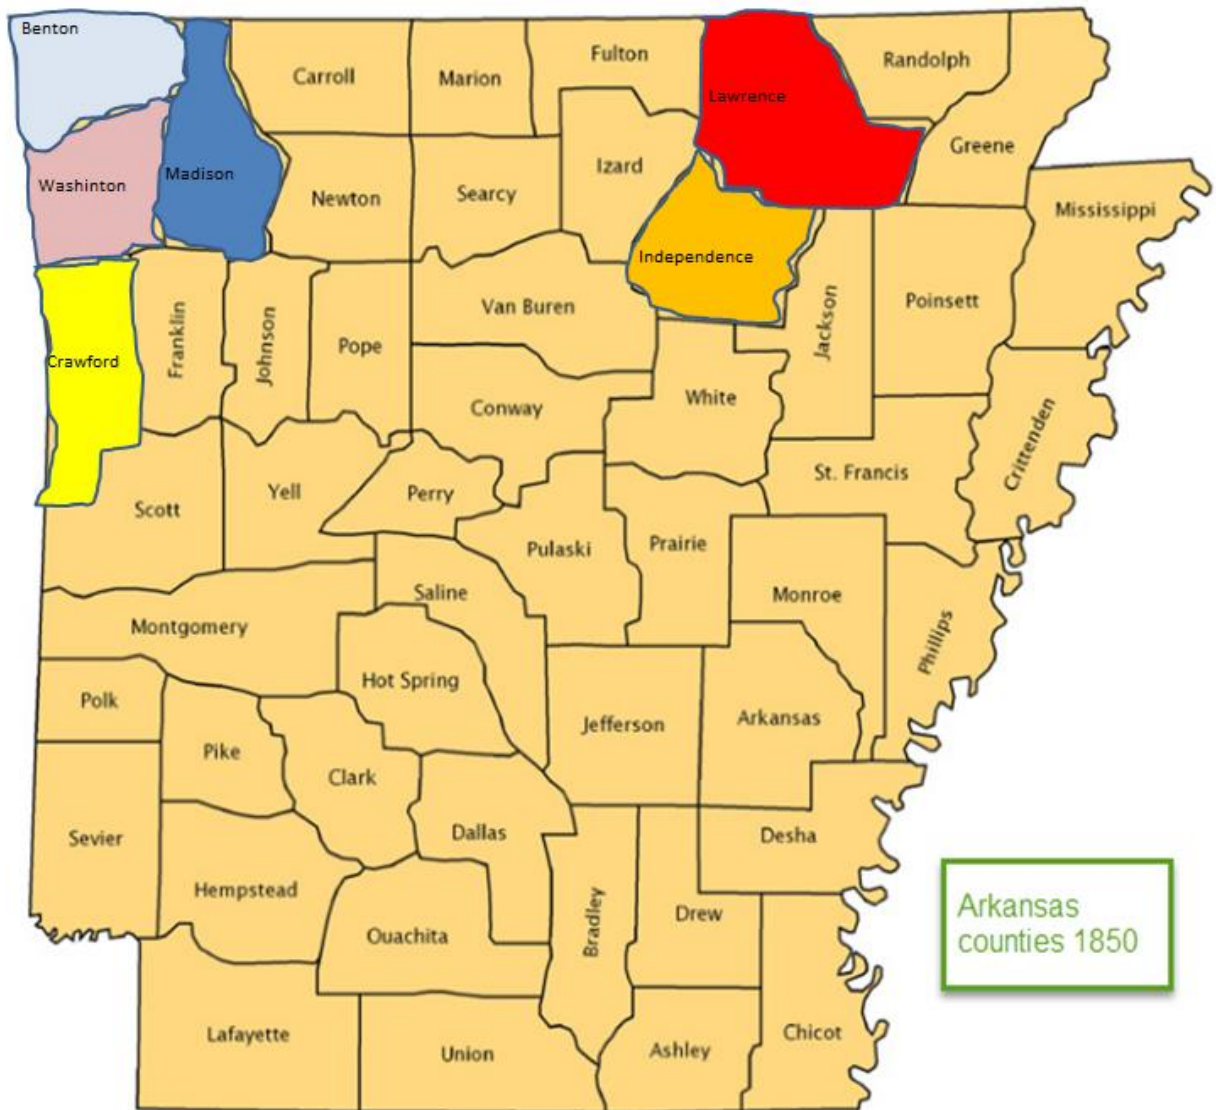 Benton
Carroll
Marion
Fulton
Randolph
Lawrence
Greene
Washinton
Madison
Newton
Searcy
Izard
Mississippi
Independence
Crawford
Franklin
Johnson
Pope
Van Buren
Jackson
Poinsett
Conway
White
Crittenden
St. Francis
Scott
Yell
Perry
Pulaski
Prairie
Saline
Monroe
Montgomery
Phillips
Hot Spring
Polk
Jefferson
Arkansas
Pike
Clark
Sevier
Dallas
Desha
Hempstead
Ouachita
Bradley
Drew
Arkansas
counties 1850
Lafayette
Union
Ashley
Chicot